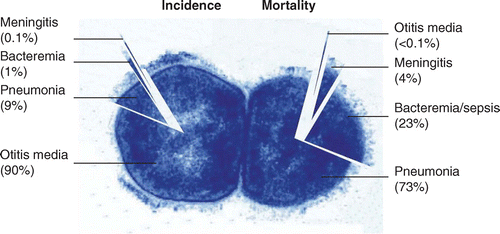 Incidence
Mortality
Meningitis
(0.1%)
Bacteremia
(1%)
Pneumonia
(9%)
Otitis media
(90%)
Otitis media
(<0.1%)
Meningitis
(4%)
Bacteremia/sepsis
(23%)
Pneumonia
(73%)